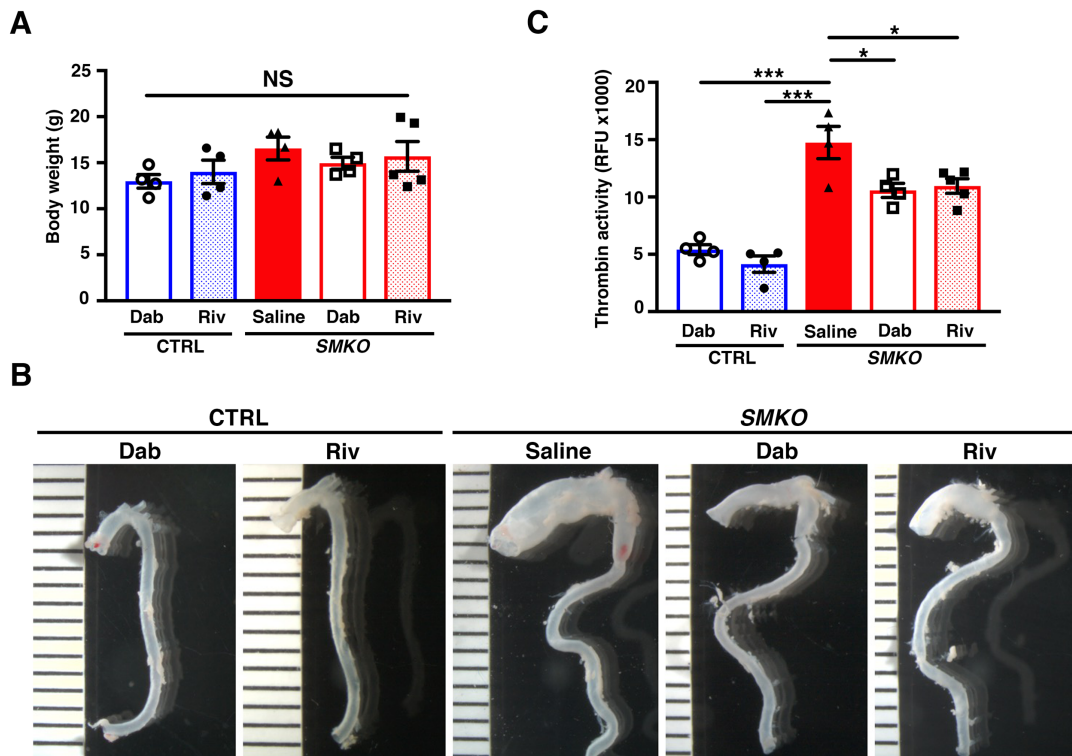 A
NS
Body weight (g)
25
20
15
10
5
0
Dab Riv Saline Dab Riv
CTRL SMKO
C
*
*
***
***
Thrombin activity (RFU x1000)
20
15
10
5
0
Dab Riv Saline Dab Riv
CTRL SMKO
B
CTRL SMKO
Dab Riv Saline Dab Riv